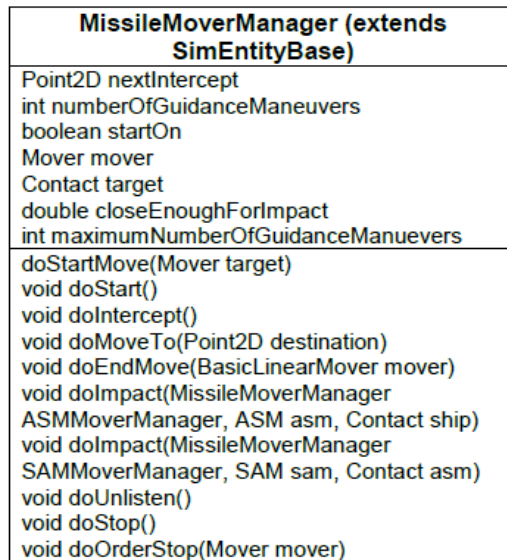 MissileMoverManager (extends
SimEntityBase)
Point2D nextIntercept
int numberOfGuidanceManeuvers
boolean startOn
Mover mover
Contact target
double closeEnoughForImpact
int maximumNumberOfGuidanceManuevers
doStartMove(Mover target)
void doStart()
void doIntercept()
void doMoveTo(Point2D destination)
void doEndMove(BasicLinearMover mover)
void doImpact(MissileMoverManager
ASMMoverManager, ASM asm, Contact ship)
void doImpact(MissileMoverManager
SAMMoverManager, SAM sam, Contact asm)
void doUnlisten()
void doStop()
void doOrderStop(Mover mover)